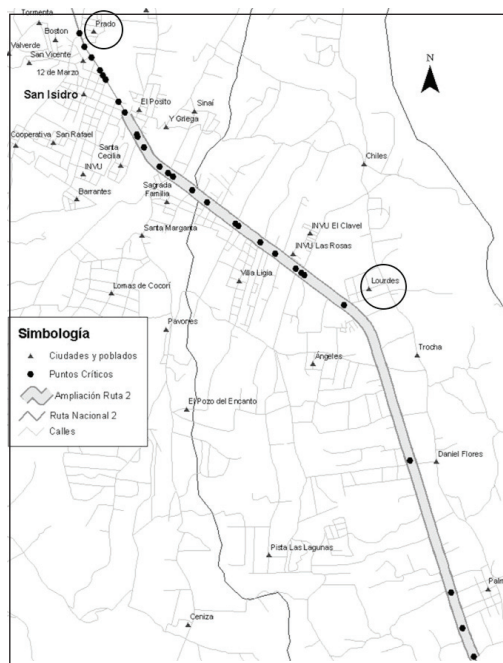 Tormenta
Prado
Boston
Valverde
San Vicente
12 de Marzo
N
San Isidro
El Posito
Sinaí
Y Griega
Cooperativa
San Rafael
Santa Cecilia
Chiles
INVU
Barrantes
Sagrada Familia
Santa Margarita
INVU El Clavel
INVU Las Rosas
Villa Ligia
Lourdes
Lomas de Cocorí
Pavones
Simbología
Ciudades y poblados
Puntos Críticos
Ampliación Ruta 2
Ruta Nacional 2
Calles
Trocha
Angeles
El Pozo del Encanto
Daniel Flores
Pista Las Lagunas
Palm
Ceniza